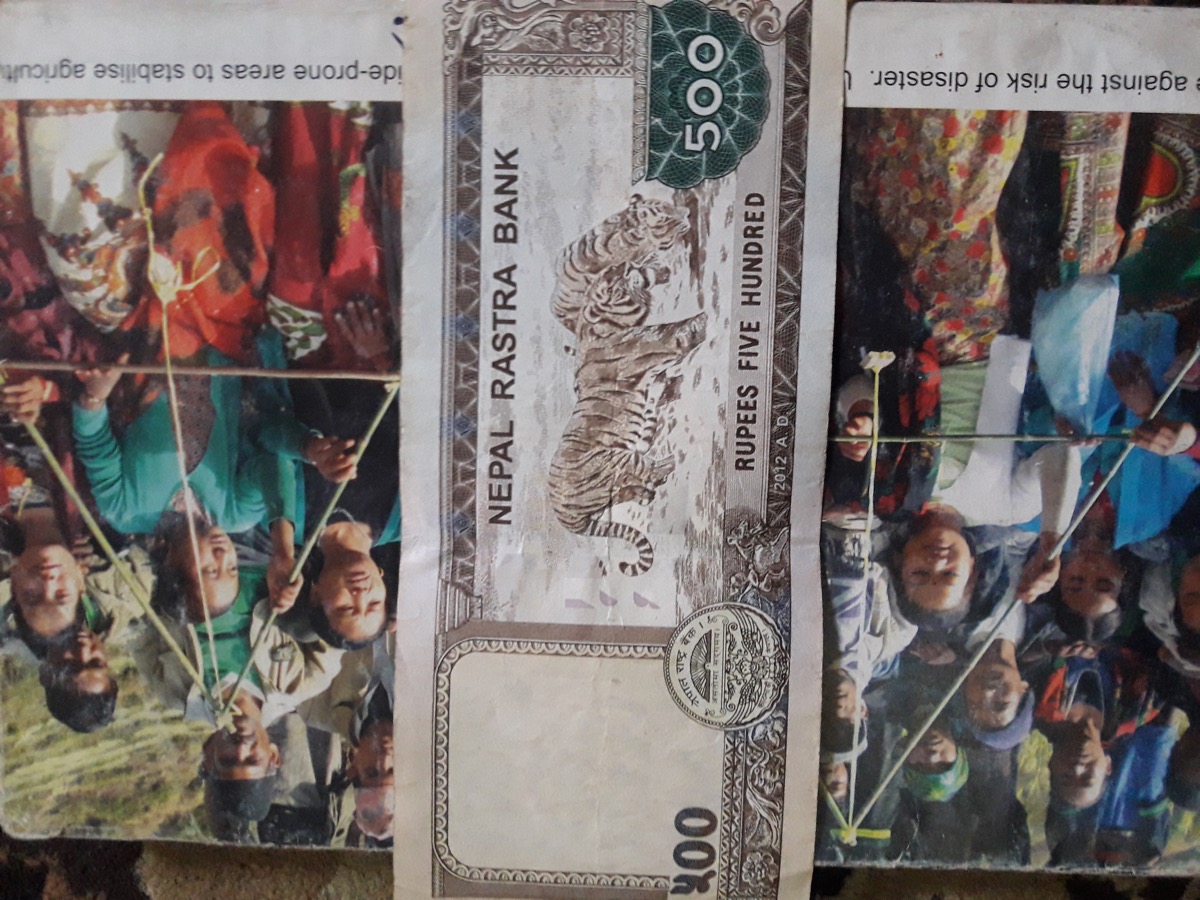 NEPAL RASTRA BANK
५००
500
नेपाल राष्ट्र बैंक
RUPEES FIVE HUNDRED
2012 A.D.
ide-prone areas to stabilise agricult
against the risk of disaster.